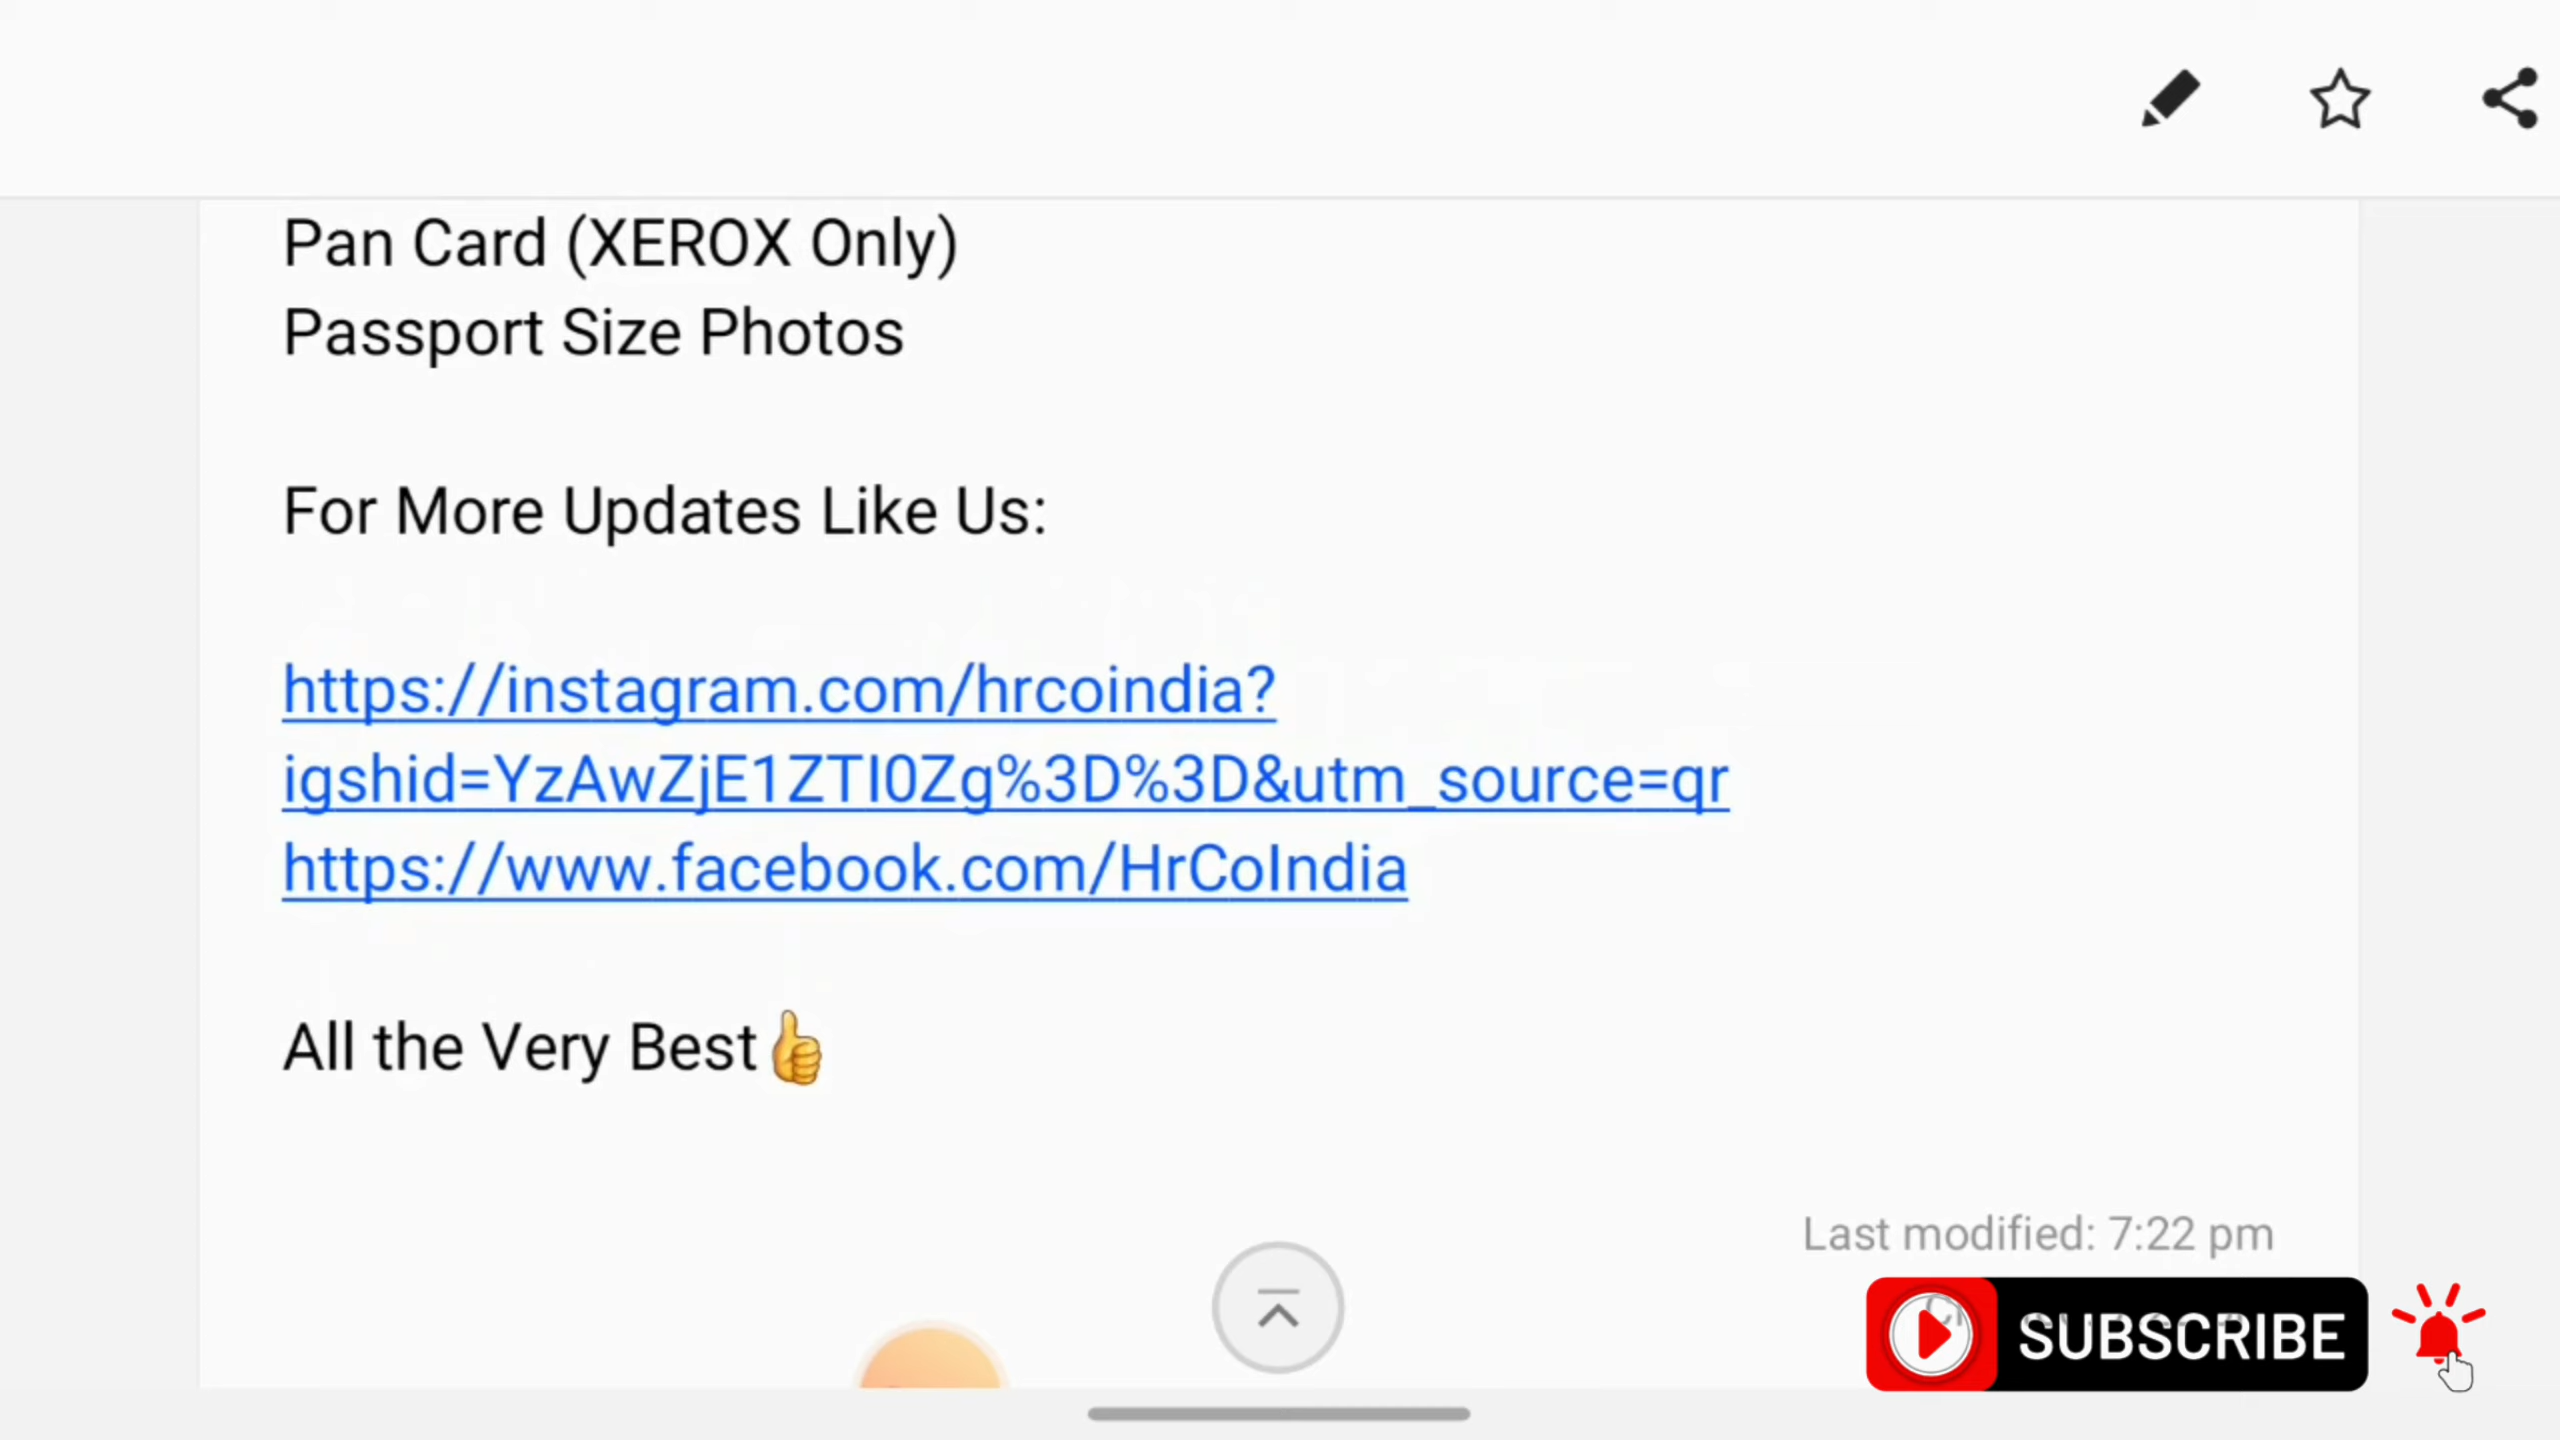 Pan Card (XEROX Only)
Passport Size Photos
For More Updates Like Us:
https://instagram.com/hrcoindia?
igshid=YzAwZjE1ZTI0Zg%3D%3D&utm_source=qr
https://www.facebook.com/HrCoIndia
All the Very Best👍
Last modified: 7:22 pm
SUBSCRIBE